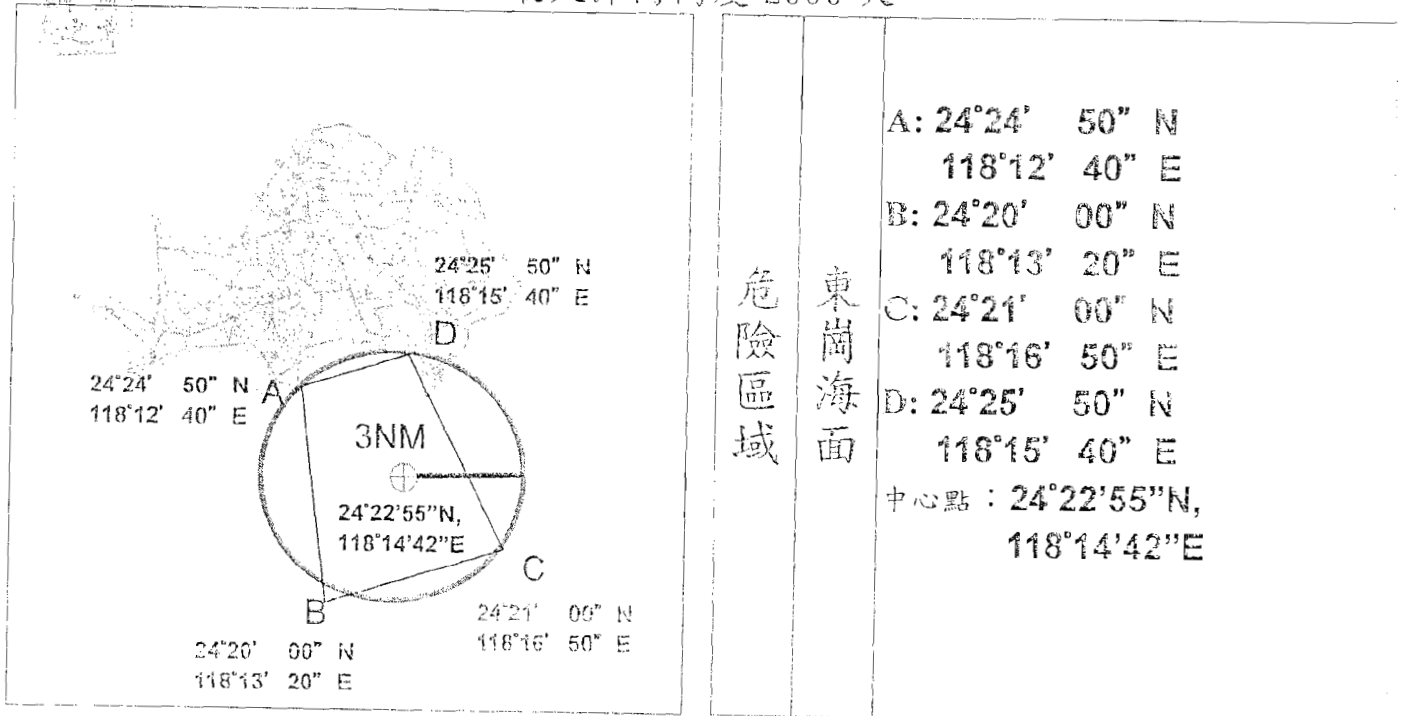 2000
24°25' 50" N
118°15' 40" E
D
24°24' 50" N
118°12' 40" E
A
3NM
24°22'55"N,
118°14'42"E
C
24°21' 00" N
118°16' 50" E
B
24°20' 00" N
118°13' 20" E
危險區域
東崗海面
A: 24°24' 50" N
118°12' 40" E
B: 24°20' 00" N
118°13' 20" E
C: 24°21' 00" N
118°16' 50" E
D: 24°25' 50" N
118°15' 40" E
中心點：24°22'55"N,
118°14'42"E